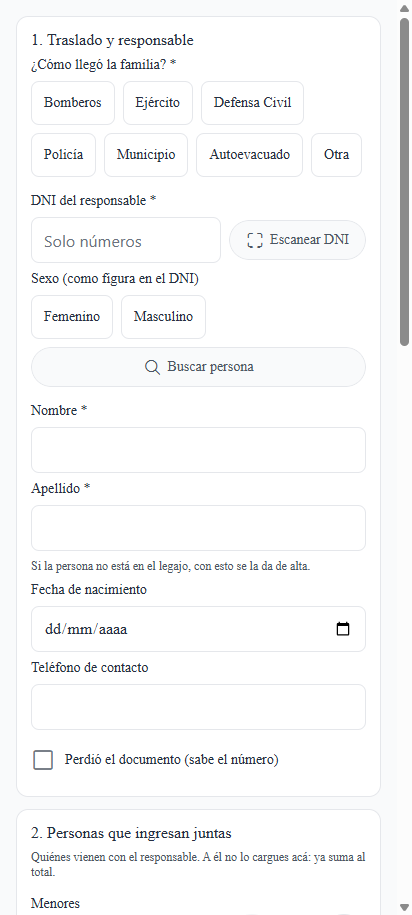 1. Traslado y responsable
¿Cómo llegó la familia? *
Bomberos Ejército Defensa Civil
Policía Municipio Autoevacuado Otra
DNI del responsable *
Solo números Escanear DNI
Sexo (como figura en el DNI)
Femenino Masculino
Buscar persona
Nombre *
Apellido *
Si la persona no está en el legajo, con esto se la da de alta.
Fecha de nacimiento
dd/mm/aaaa
Teléfono de contacto
Perdió el documento (sabe el número)
2. Personas que ingresan juntas
Quiénes vienen con el responsable. A él no lo cargues acá: ya suma al
total.
Menores